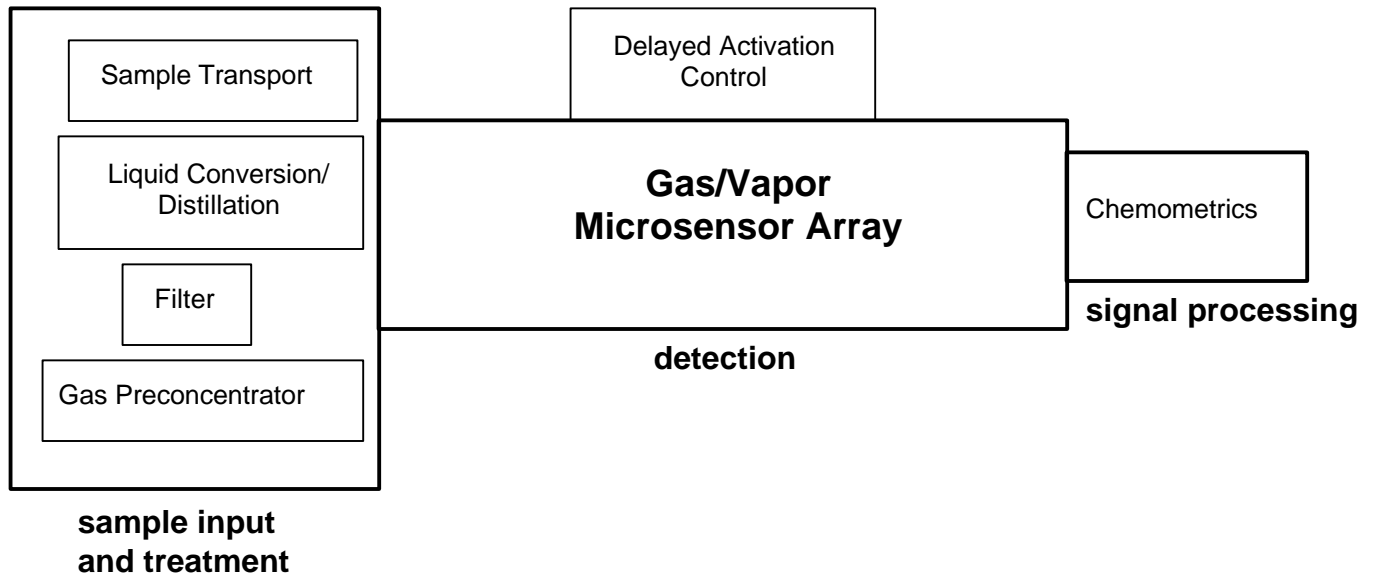 Sample Transport
Liquid Conversion/
Distillation
Filter
Gas Preconcentrator
sample input
and treatment
Delayed Activation
Control
Gas/Vapor
Microsensor Array
detection
Chemometrics
signal processing